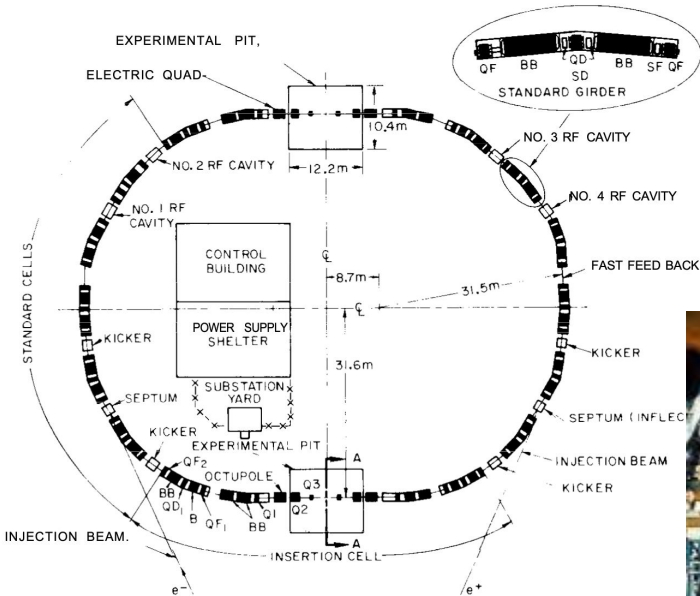 EXPERIMENTAL PIT,
ELECTRIC QUAD-
QF
BB
QD
SD
BB
SF
QF
STANDARD GIRDER
10.4m
12.2m
NO. 3 RF CAVITY
NO. 2 RF CAVITY
NO. 1 RF
CAVITY
NO. 4 RF CAVITY
STANDARD CELLS
CONTROL
BUILDING
℄
8.7m
FAST FEED BACK
31.5m
℄
POWER SUPPLY
SHELTER
31.6m
KICKER
KICKER
SUBSTATION
YARD
SEPTUM
SEPTUM (INFLEC
KICKER
EXPERIMENTAL PIT
A
INJECTION BEAM
QF2
OCTUPOLE
Q3
KICKER
BB
QD1
B
QF1
BB
Q1
Q2
A
INJECTION BEAM.
INSERTION CELL
e-
e+